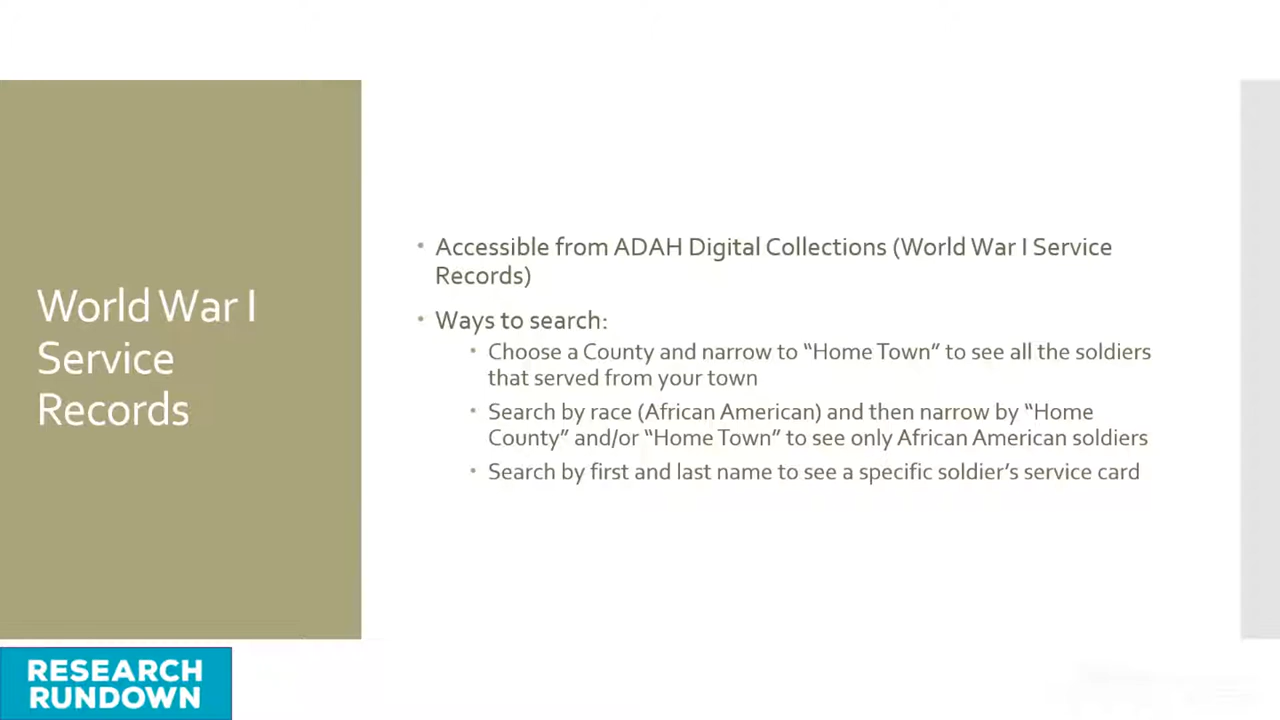 World War I
Service
Records
• Accessible from ADAH Digital Collections (World War I Service
Records)
• Ways to search:
• Choose a County and narrow to “Home Town” to see all the soldiers
that served from your town
• Search by race (African American) and then narrow by “Home
County” and/or “Home Town” to see only African American soldiers
• Search by first and last name to see a specific soldier’s service card
RESEARCH
RUNDOWN